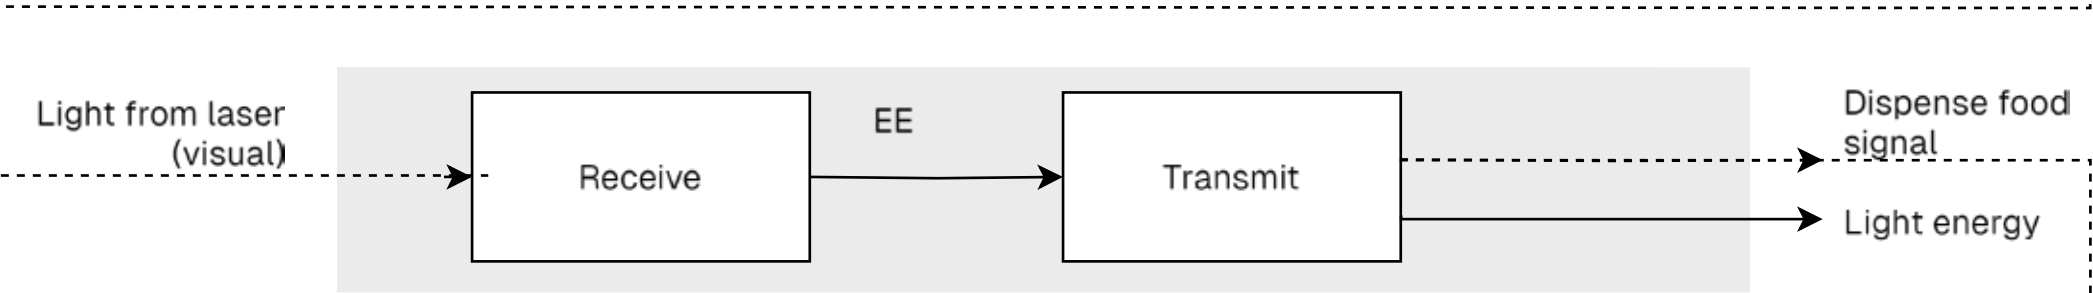 Light from laser
(visual)
Receive
EE
Transmit
Dispense food
signal
Light energy